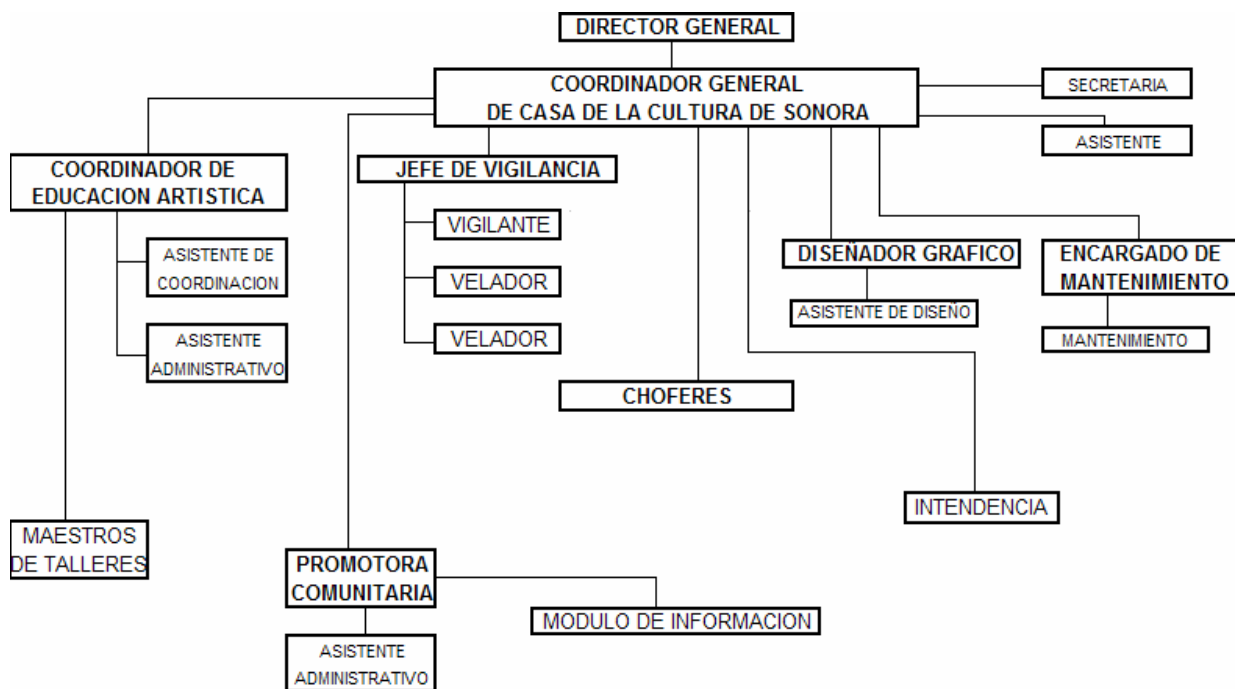 DIRECTOR GENERAL
COORDINADOR GENERAL
DE CASA DE LA CULTURA DE SONORA
SECRETARIA
ASISTENTE
COORDINADOR DE
EDUCACION ARTISTICA
JEFE DE VIGILANCIA
VIGILANTE
VELADOR
VELADOR
ASISTENTE DE
COORDINACION
ASISTENTE
ADMINISTRATIVO
DISEÑADOR GRAFICO
ASISTENTE DE DISEÑO
ENCARGADO DE
MANTENIMIENTO
MANTENIMIENTO
CHOFERES
INTENDENCIA
MAESTROS
DE TALLERES
PROMOTORA
COMUNITARIA
MODULO DE INFORMACION
ASISTENTE
ADMINISTRATIVO